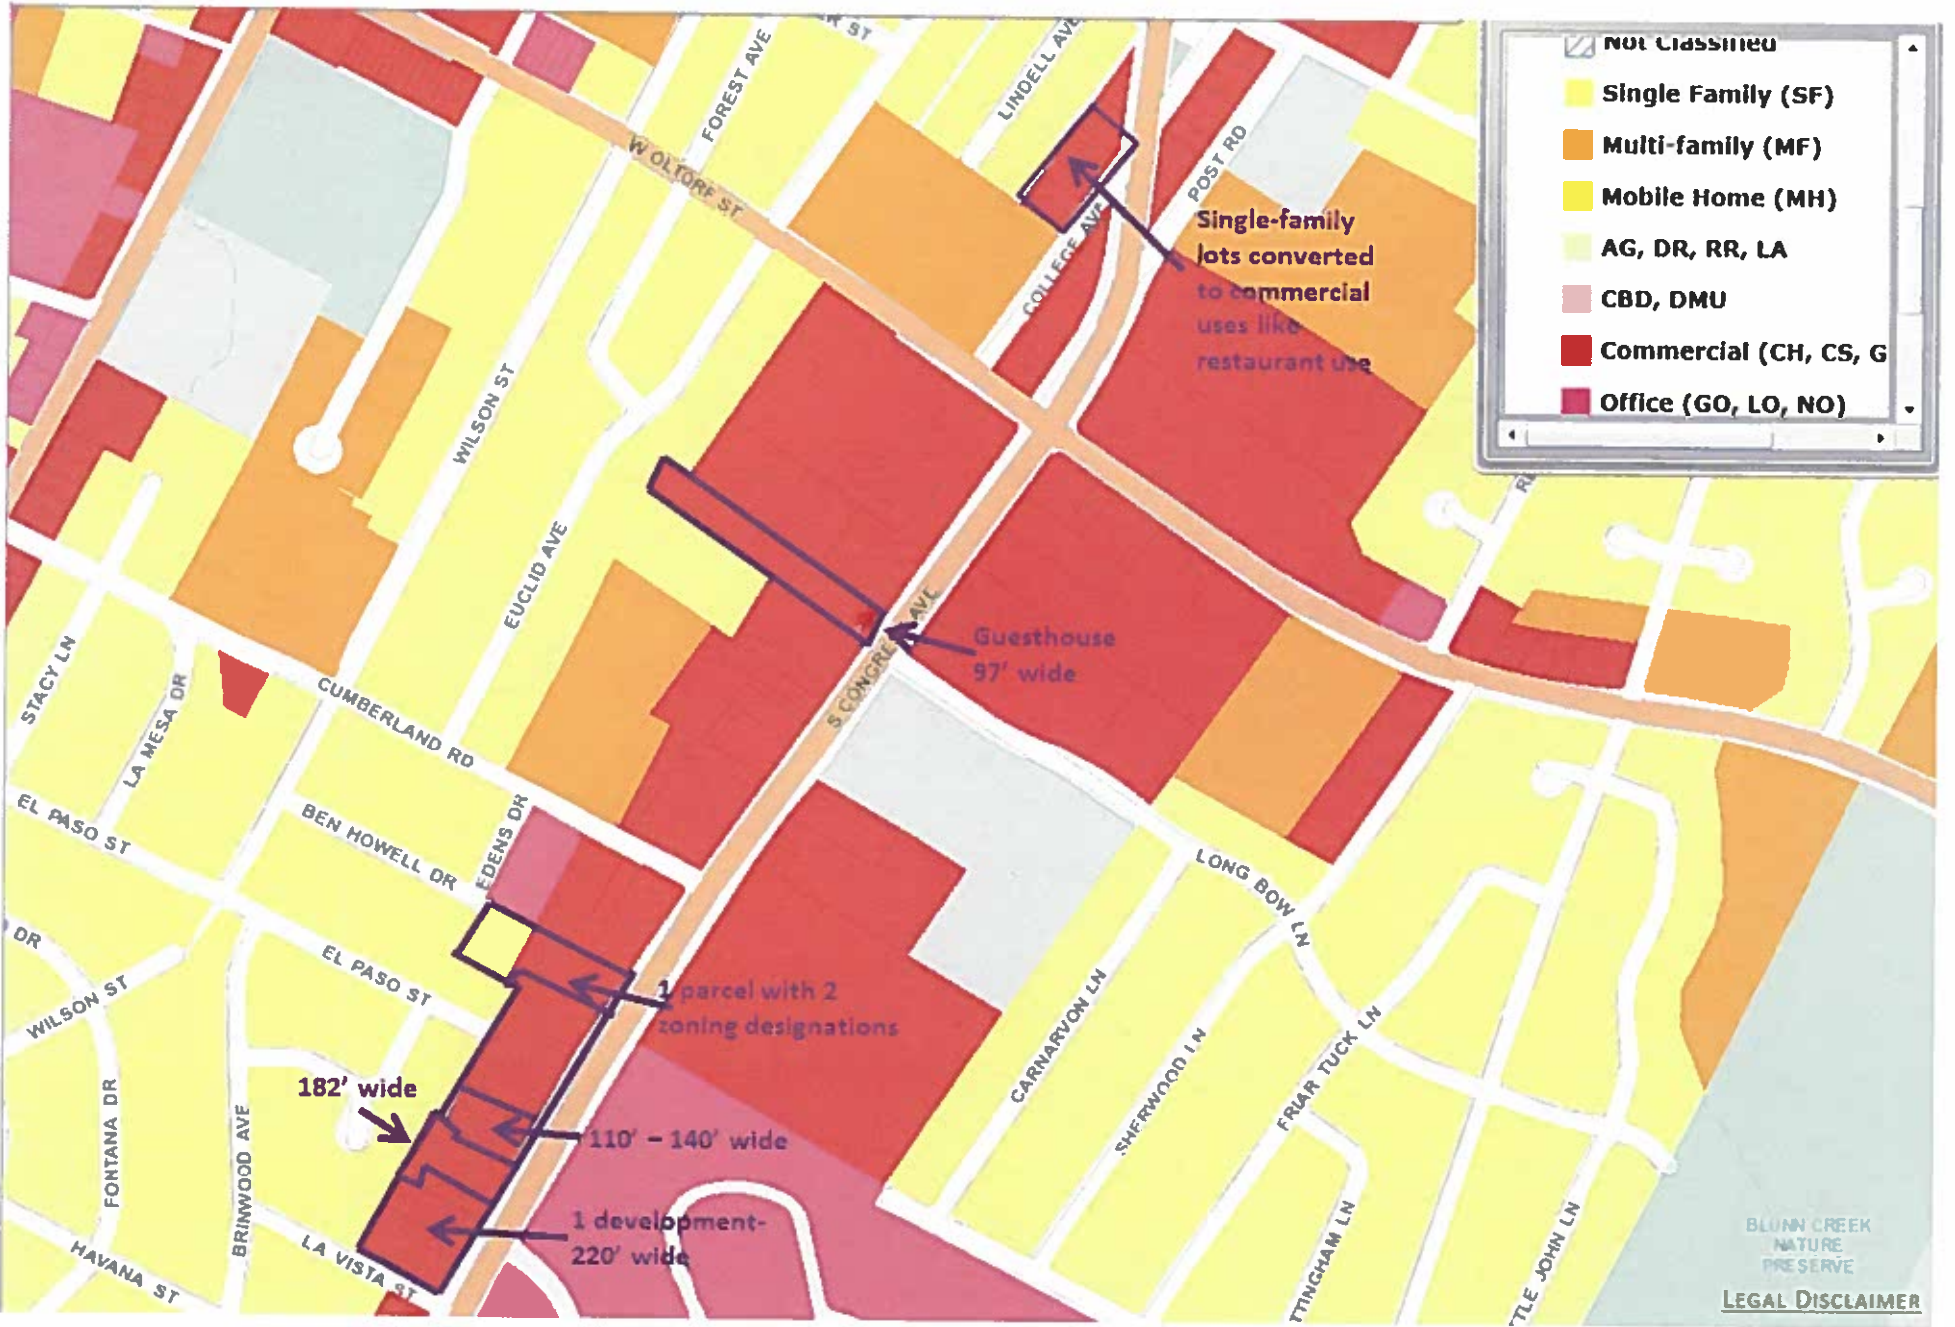 Not Classified
Single Family (SF)
Multi-family (MF)
Mobile Home (MH)
AG, DR, RR, LA
CBD, DMU
Commercial (CH, CS, G
Office (GO, LO, NO)
ST
FOREST AVE
LINDELL AVE
W OLTORF ST
POST RD
COLLEGE AVE
Single-family
lots converted
to commercial
uses like
restaurant use
WILSON ST
EUCLID AVE
S CONGRESS AVE
Guesthouse
97' wide
STACY LN
LA MESA DR
CUMBERLAND RD
EL PASO ST
BEN HOWELL DR
EDENS DR
LONG BOW LN
DR
WILSON ST
EL PASO ST
1 parcel with 2
zoning designations
CARNARVON LN
SHERWOOD LN
FRIAR TUCK LN
182' wide
110' – 140' wide
FONTANA DR
BRINWOOD AVE
1 development-
220' wide
HAVANA ST
LA VISTA ST
TTINGHAM LN
TTLE JOHN LN
BLUNN CREEK
NATURE
PRESERVE
LEGAL DISCLAIMER